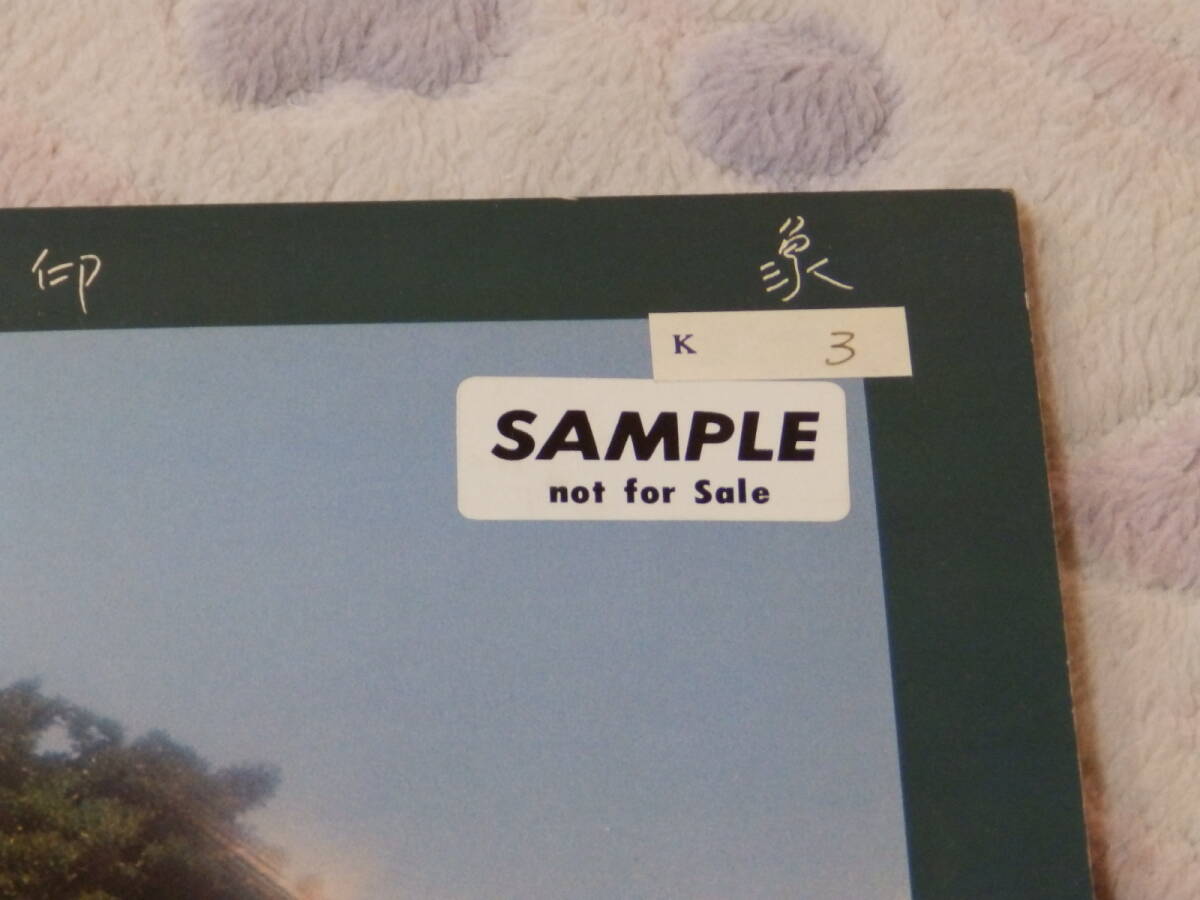 印 象
K 3
SAMPLE
not for Sale